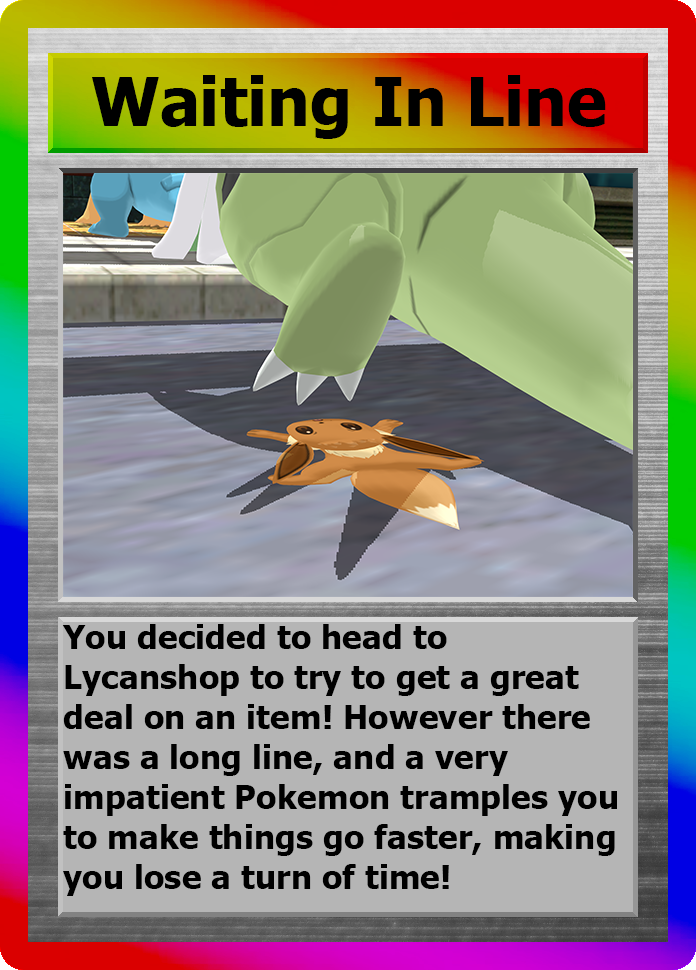 Waiting In Line
You decided to head to
Lycanshop to try to get a great
deal on an item! However there
was a long line, and a very
impatient Pokemon tramples you
to make things go faster, making
you lose a turn of time!